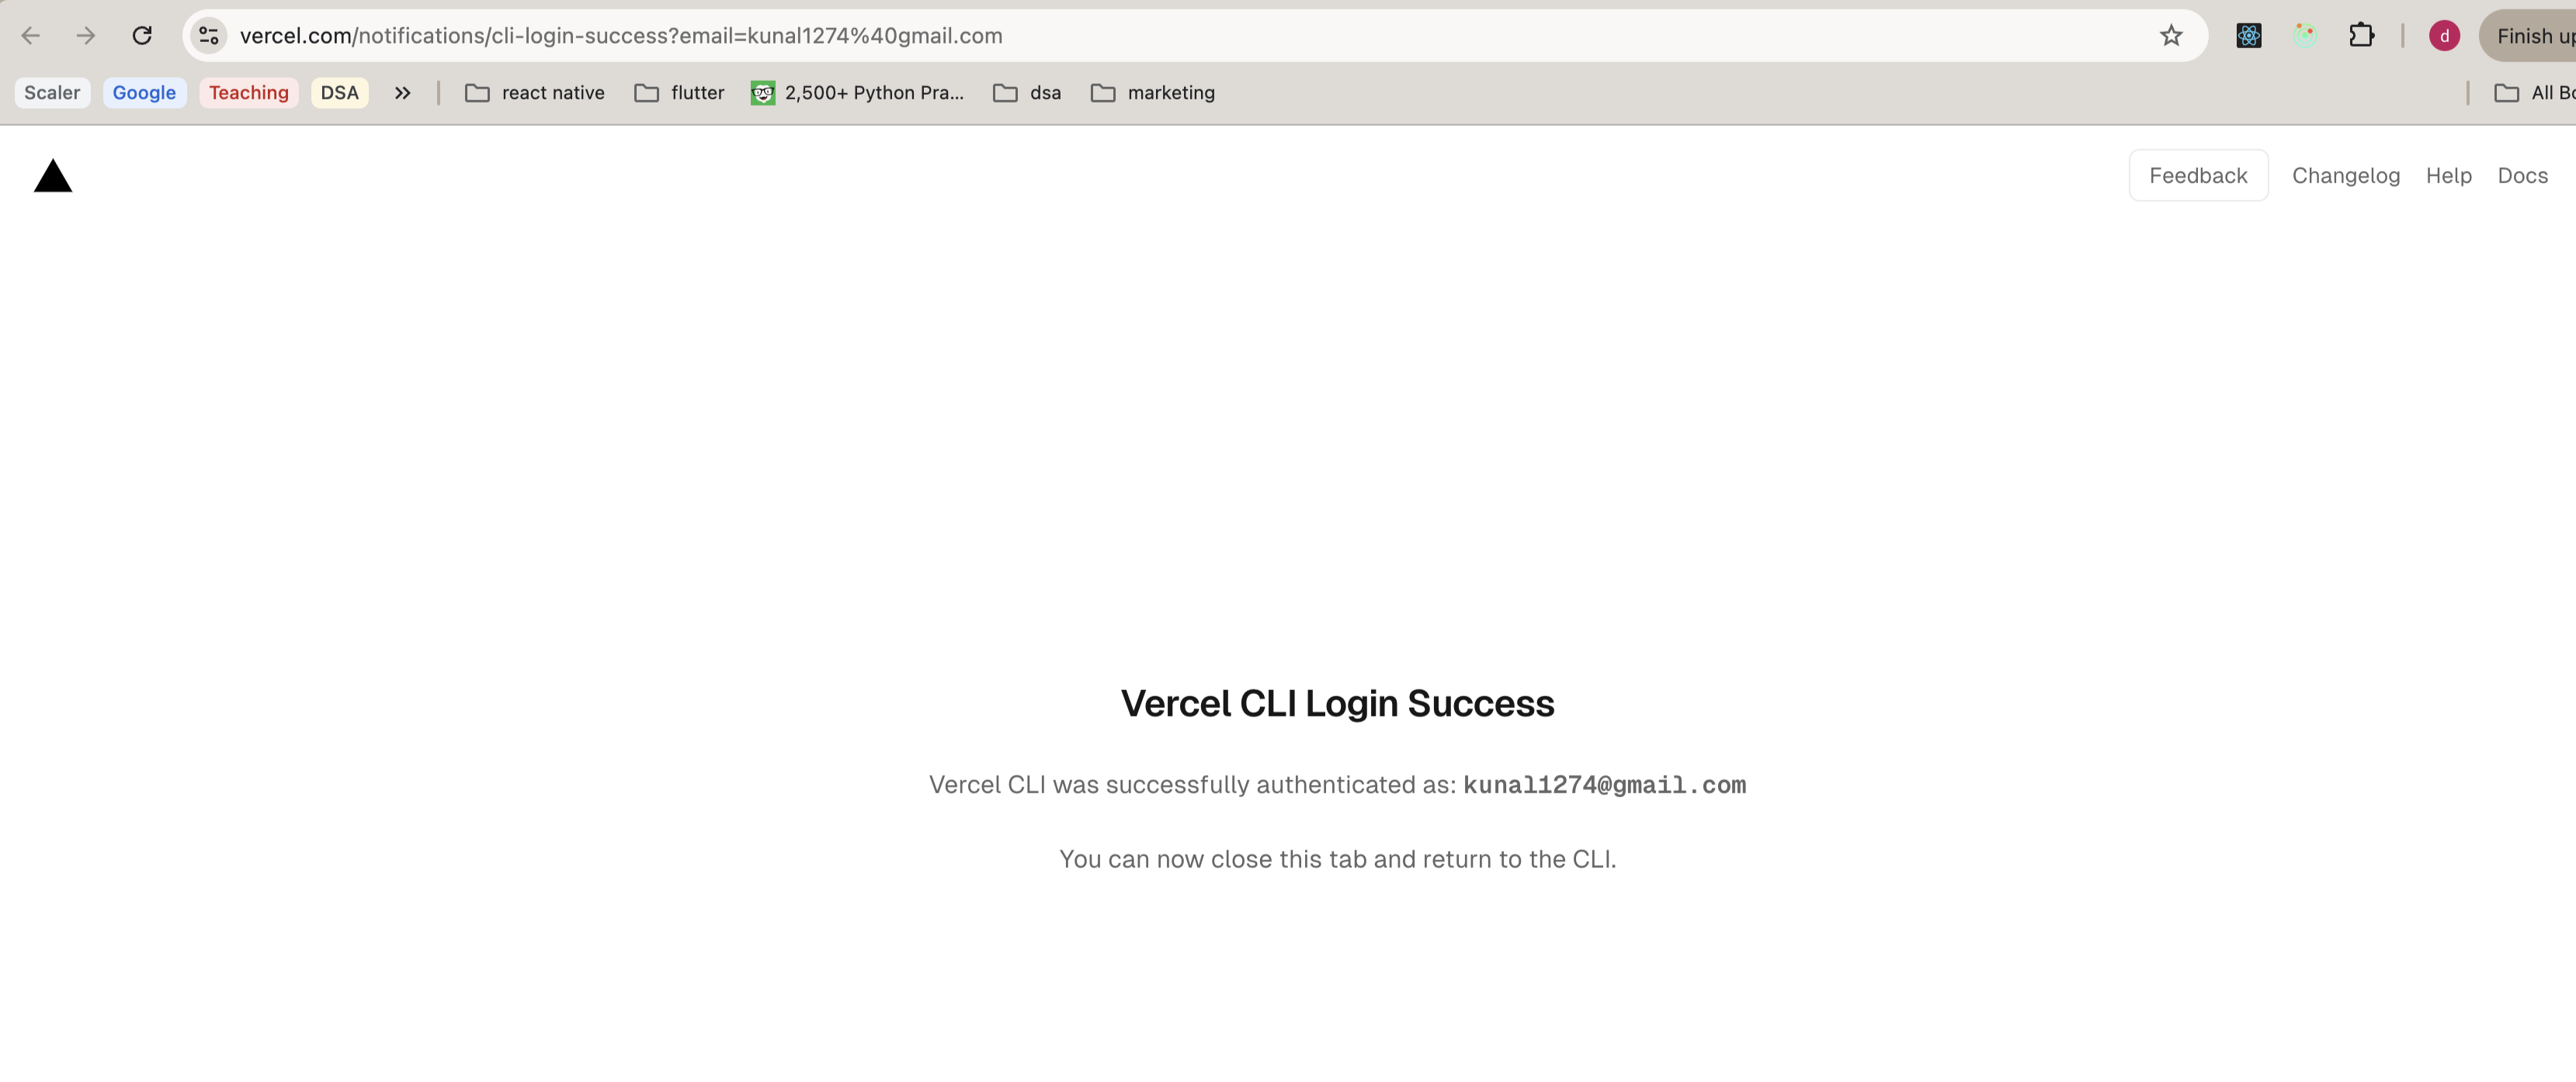 vercel.com/notifications/cli-login-success?email=kunal1274%40gmail.com
d
Finish up
Scaler Google Teaching DSA react native flutter 2,500+ Python Pra... dsa marketing All Bo
Feedback Changelog Help Docs
Vercel CLI Login Success
Vercel CLI was successfully authenticated as: kunal1274@gmail.com
You can now close this tab and return to the CLI.